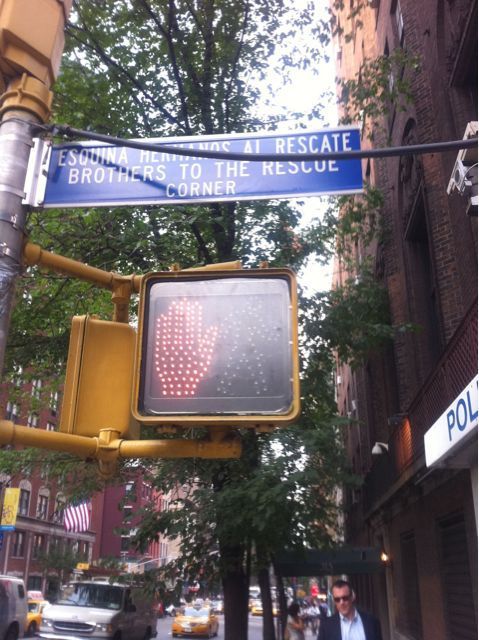 ESQUINA HERMANOS AL RESCATE
BROTHERS TO THE RESCUE
CORNER
POL